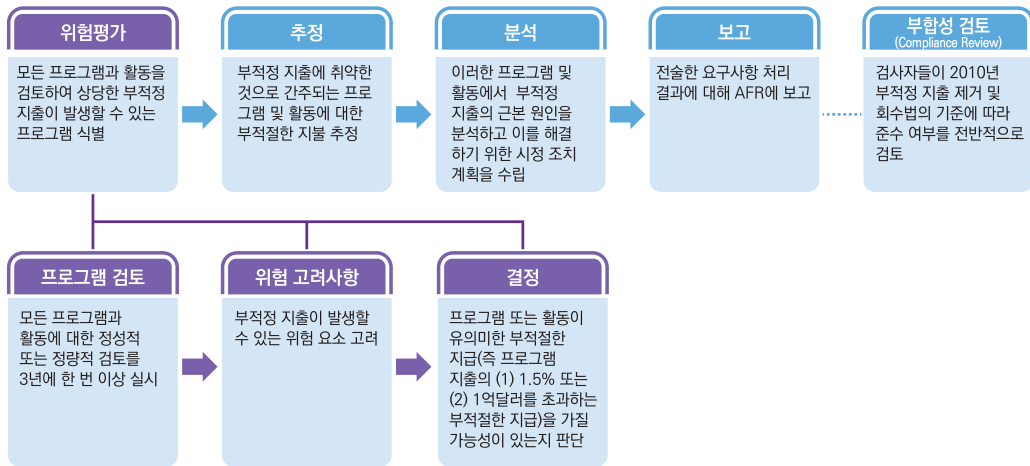 위험평가
모든 프로그램과 활동을
검토하여 상당한 부적정
지출이 발생할 수 있는
프로그램 식별
추정
부적정 지출에 취약한
것으로 간주되는 프로
그램 및 활동에 대한
부적절한 지불 추정
분석
이러한 프로그램 및
활동에서 부적정
지출의 근본 원인을
분석하고 이를 해결
하기 위한 시정 조치
계획을 수립
보고
전술한 요구사항 처리
결과에 대해 AFR에 보고
부합성 검토
(Compliance Review)
검사자들이 2010년
부적정 지출 제거 및
회수법의 기준에 따라
준수 여부를 전반적으로
검토
프로그램 검토
모든 프로그램과
활동에 대한 정성적
또는 정량적 검토를
3년에 한 번 이상 실시
위험 고려사항
부적정 지출이 발생할
수 있는 위험 요소 고려
결정
프로그램 또는 활동이
유의미한 부적절한
지급(즉 프로그램
지출의 (1) 1.5% 또는
(2) 1억달러를 초과하는
부적절한 지급)을 가질
가능성이 있는지 판단